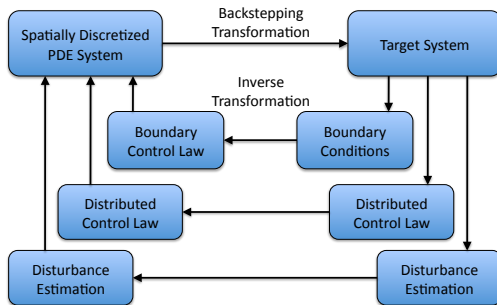 Spatially Discretized
PDE System
Backstepping
Transformation
Target System
Inverse
Transformation
Boundary
Control Law
Boundary
Conditions
Distributed
Control Law
Distributed
Control Law
Disturbance
Estimation
Disturbance
Estimation